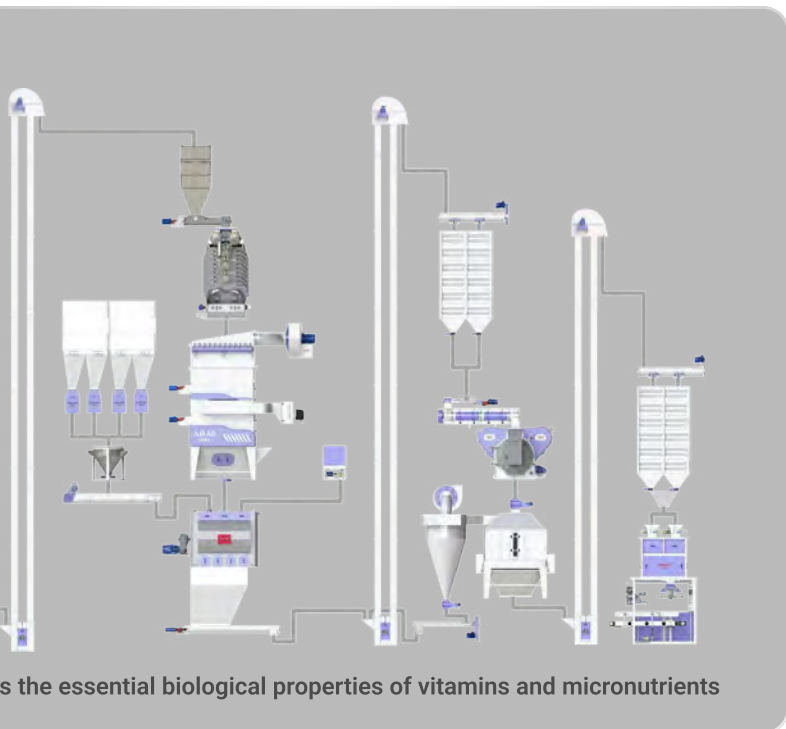 s the essential biological properties of vitamins and micronutrients